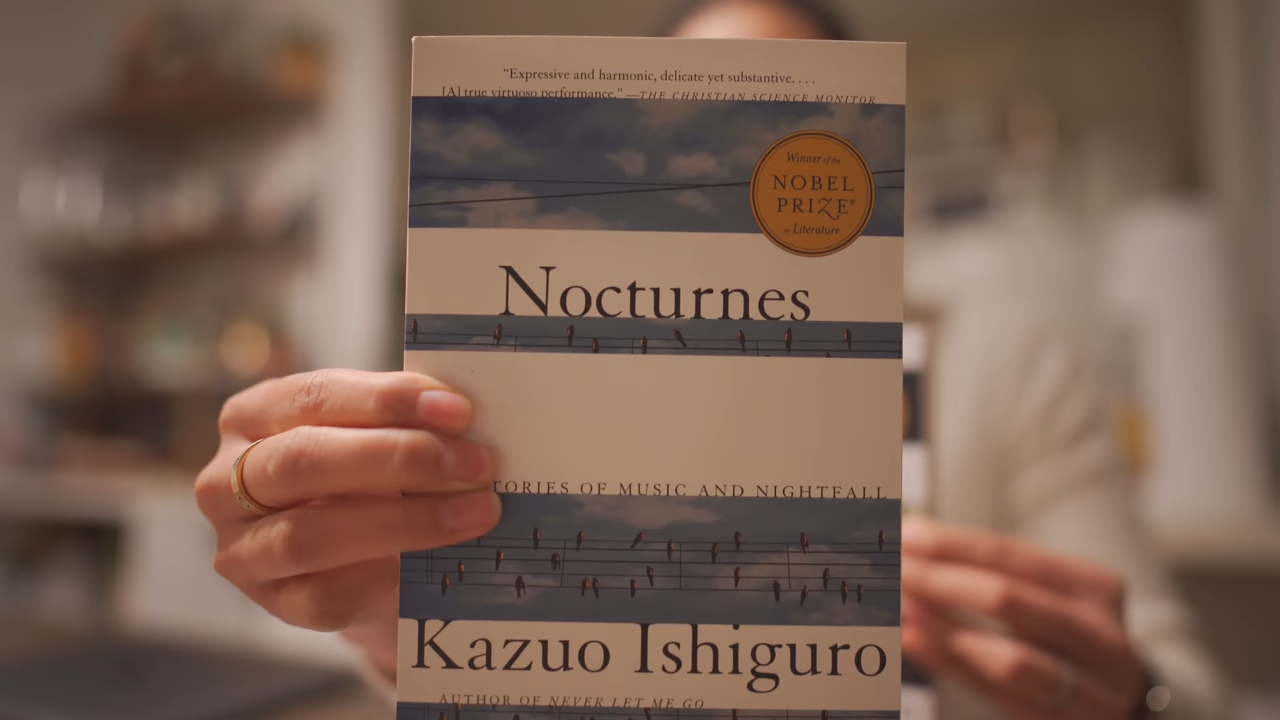 "Expressive and harmonic, delicate yet substantive. . . .
[A] true virtuoso performance." —THE CHRISTIAN SCIENCE MONITOR
Winner of the
NOBEL
PRIZE®
in Literature
Nocturnes
TORIES OF MUSIC AND NIGHTFALL
Kazuo Ishiguro
AUTHOR OF NEVER LET ME GO